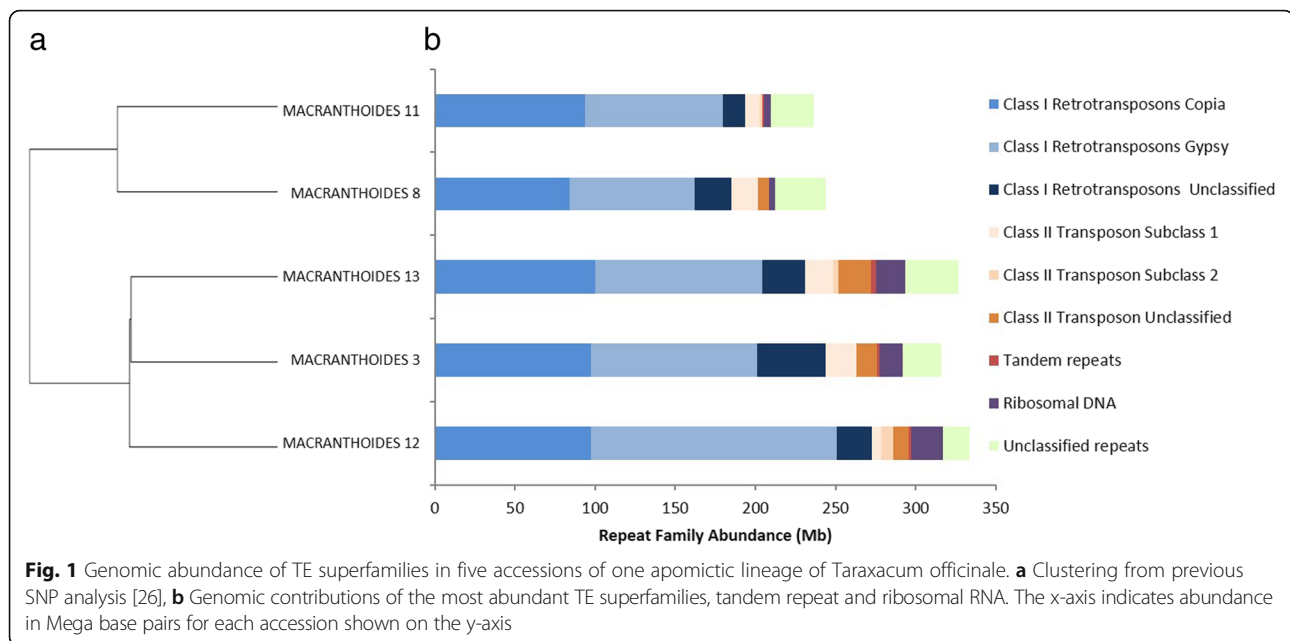 a
b
MACRANTHOIDES 11
MACRANTHOIDES 8
MACRANTHOIDES 13
MACRANTHOIDES 3
MACRANTHOIDES 12
0 50 100 150 200 250 300 350
Repeat Family Abundance (Mb)
Class I Retrotransposons Copia
Class I Retrotransposons Gypsy
Class I Retrotransposons Unclassified
Class II Transposon Subclass 1
Class II Transposon Subclass 2
Class II Transposon Unclassified
Tandem repeats
Ribosomal DNA
Unclassified repeats
Fig. 1 Genomic abundance of TE superfamilies in five accessions of one apomictic lineage of Taraxacum officinale. a Clustering from previous
SNP analysis [26], b Genomic contributions of the most abundant TE superfamilies, tandem repeat and ribosomal RNA. The x-axis indicates abundance
in Mega base pairs for each accession shown on the y-axis